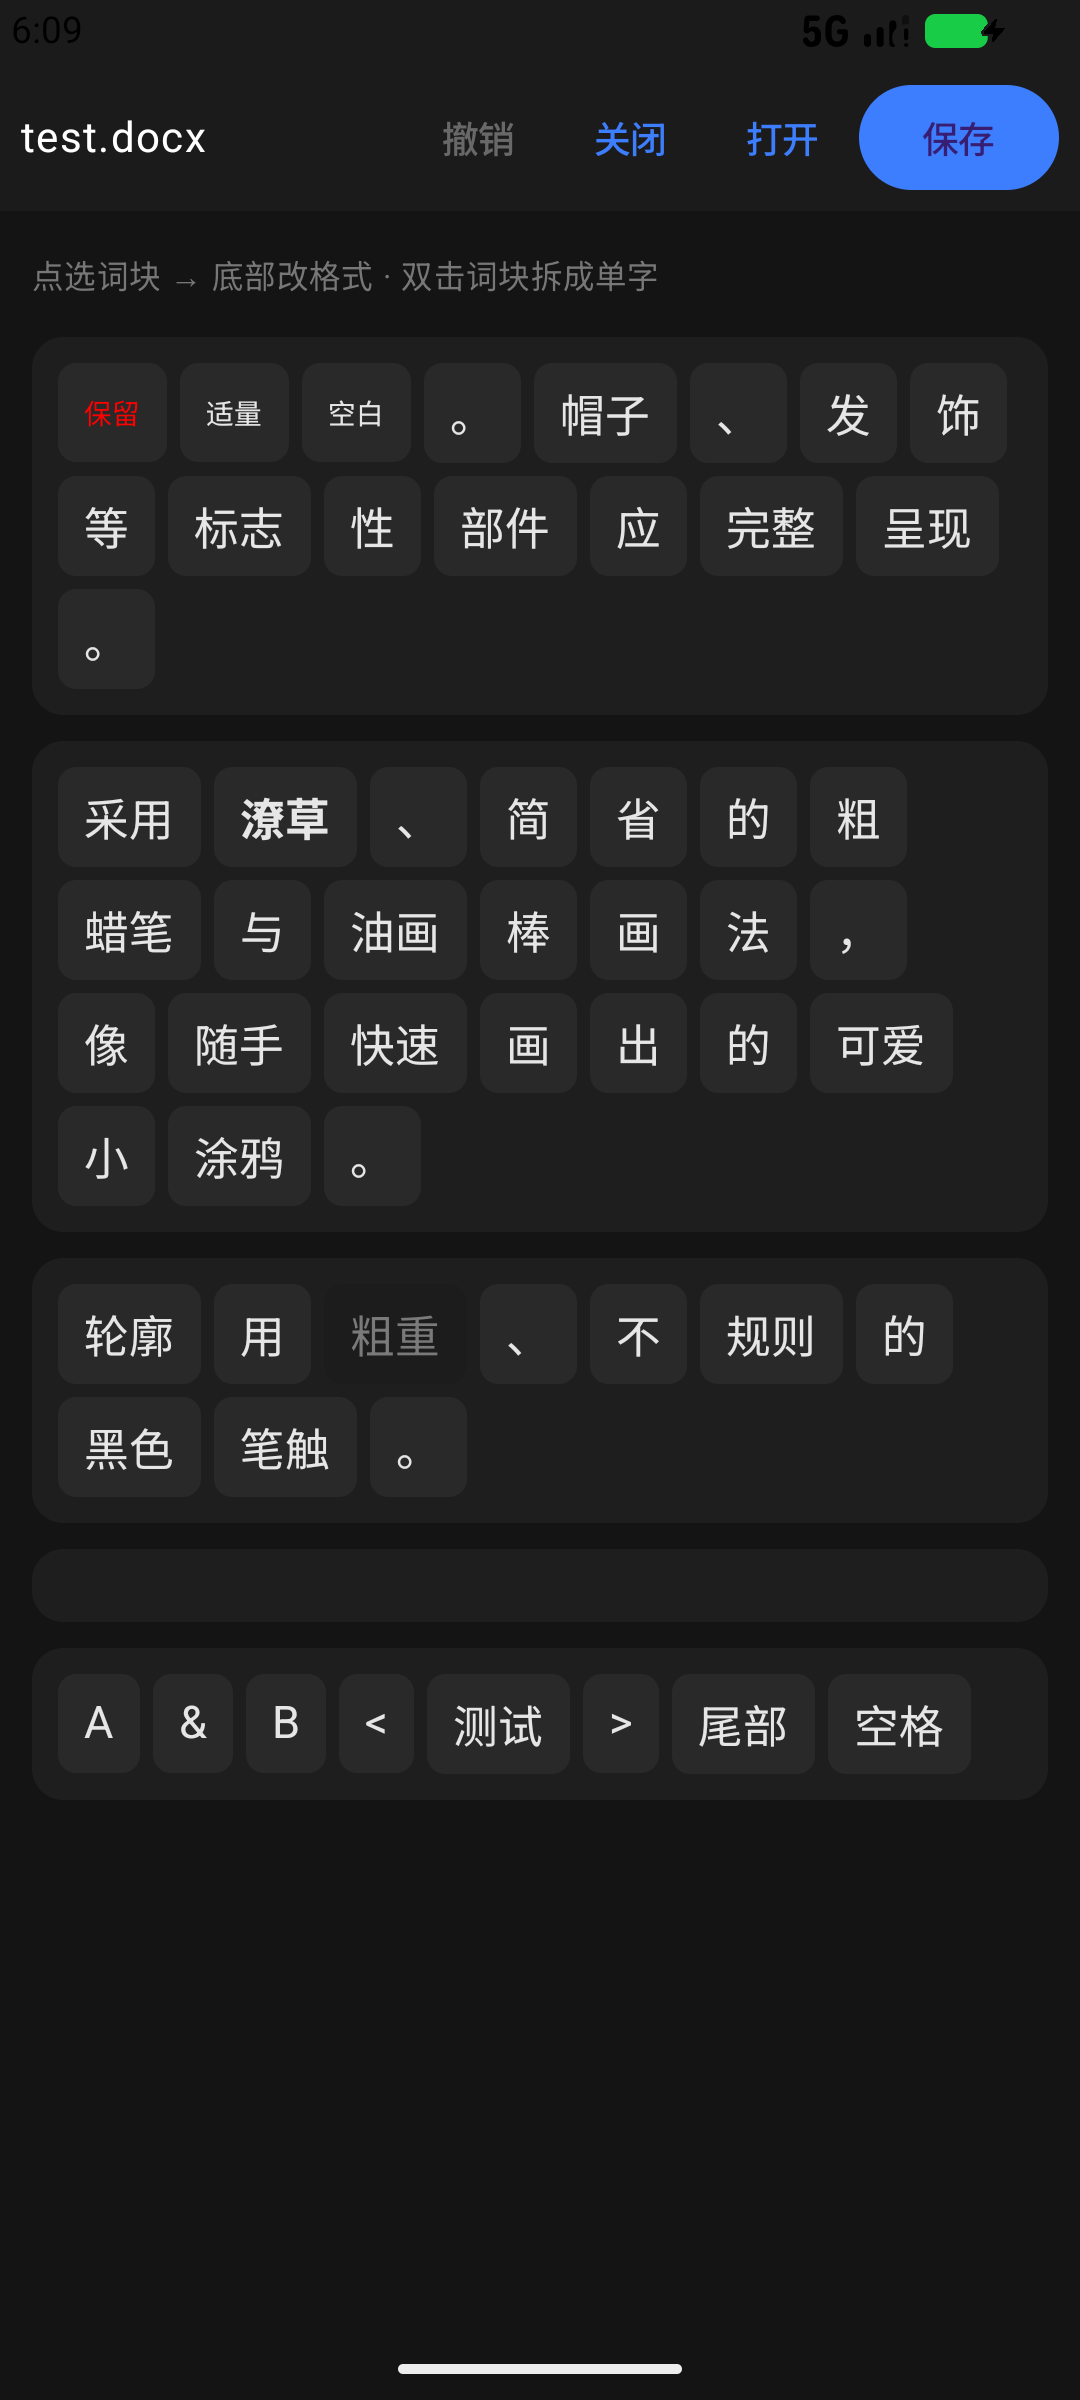 6:09 5G
test.docx 撤销 关闭 打开 保存
点选词块 → 底部改格式 · 双击词块拆成单字
保留 适量 空白 。 帽子 、 发 饰
等 标志 性 部件 应 完整 呈现
。
采用 潦草 、 简 省 的 粗
蜡笔 与 油画 棒 画 法 ，
像 随手 快速 画 出 的 可爱
小 涂鸦 。
轮廓 用 粗重 、 不 规则 的
黑色 笔触 。
A & B < 测试 > 尾部 空格